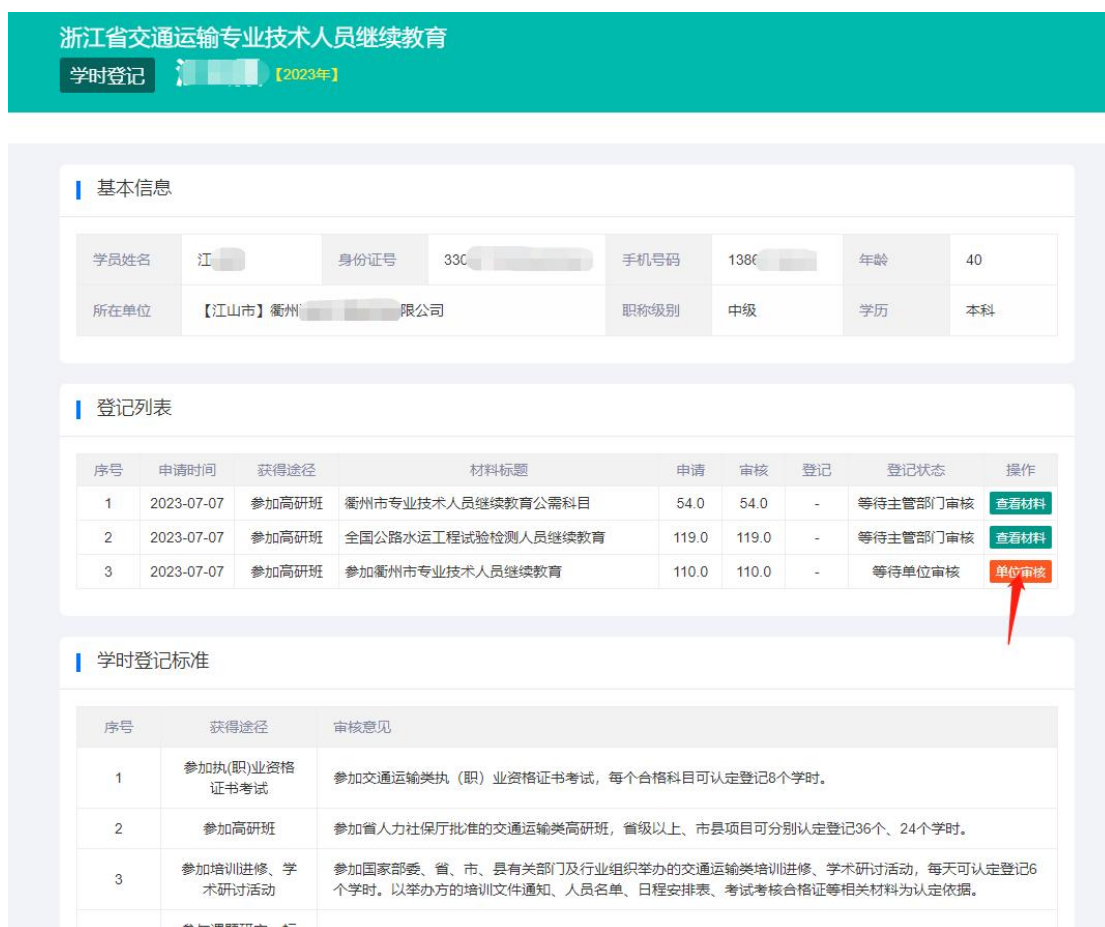 浙江省交通运输专业技术人员继续教育
学时登记 【2023年】
基本信息
学员姓名 江 身份证号 330 手机号码 1386 年龄 40
所在单位 【江山市】衢州 限公司 职称级别 中级 学历 本科
登记列表
序号 申请时间 获得途径 材料标题 申请 审核 登记 登记状态 操作
1 2023-07-07 参加高研班 衢州市专业技术人员继续教育公需科目 54.0 54.0 - 等待主管部门审核 查看材料
2 2023-07-07 参加高研班 全国公路水运工程试验检测人员继续教育 119.0 119.0 - 等待主管部门审核 查看材料
3 2023-07-07 参加高研班 参加衢州市专业技术人员继续教育 110.0 110.0 - 等待单位审核 单位审核
学时登记标准
序号 获得途径 审核意见
1 参加执(职)业资格证书考试 参加交通运输类执（职）业资格证书考试，每个合格科目可认定登记8个学时。
2 参加高研班 参加省人力社保厅批准的交通运输类高研班，省级以上、市县项目可分别认定登记36个、24个学时。
3 参加培训进修、学术研讨活动 参加国家部委、省、市、县有关部门及行业组织举办的交通运输类培训进修、学术研讨活动，每天可认定登记6
个学时。以举办方的培训文件通知、人员名单、日程安排表、考试考核合格证等相关材料为认定依据。